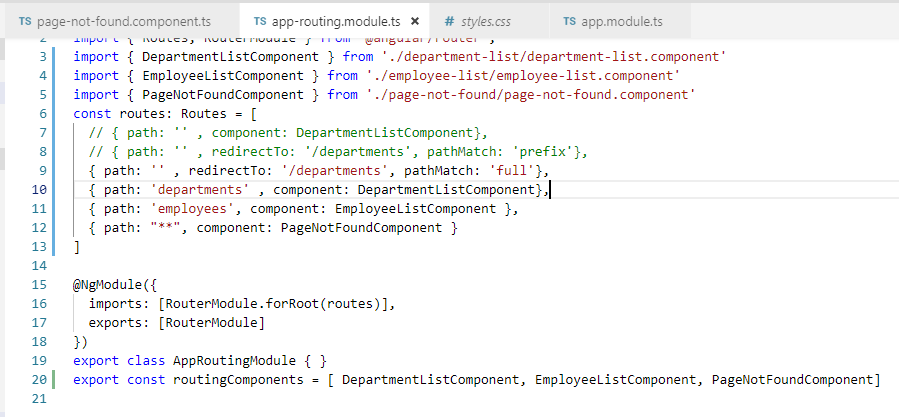 TS page-not-found.component.ts TS app-routing.module.ts × # styles.css TS app.module.ts
2 import { Routes, RouterModule } from '@angular/router';
3 import { DepartmentListComponent } from './department-list/department-list.component'
4 import { EmployeeListComponent } from './employee-list/employee-list.component'
5 import { PageNotFoundComponent } from './page-not-found/page-not-found.component'
6 const routes: Routes = [
7 // { path: '' , component: DepartmentListComponent},
8 // { path: '' , redirectTo: '/departments', pathMatch: 'prefix'},
9 { path: '' , redirectTo: '/departments', pathMatch: 'full'},
10 { path: 'departments' , component: DepartmentListComponent},
11 { path: 'employees', component: EmployeeListComponent },
12 { path: "**", component: PageNotFoundComponent }
13 ]
14
15 @NgModule({
16 imports: [RouterModule.forRoot(routes)],
17 exports: [RouterModule]
18 })
19 export class AppRoutingModule { }
20 export const routingComponents = [ DepartmentListComponent, EmployeeListComponent, PageNotFoundComponent]
21